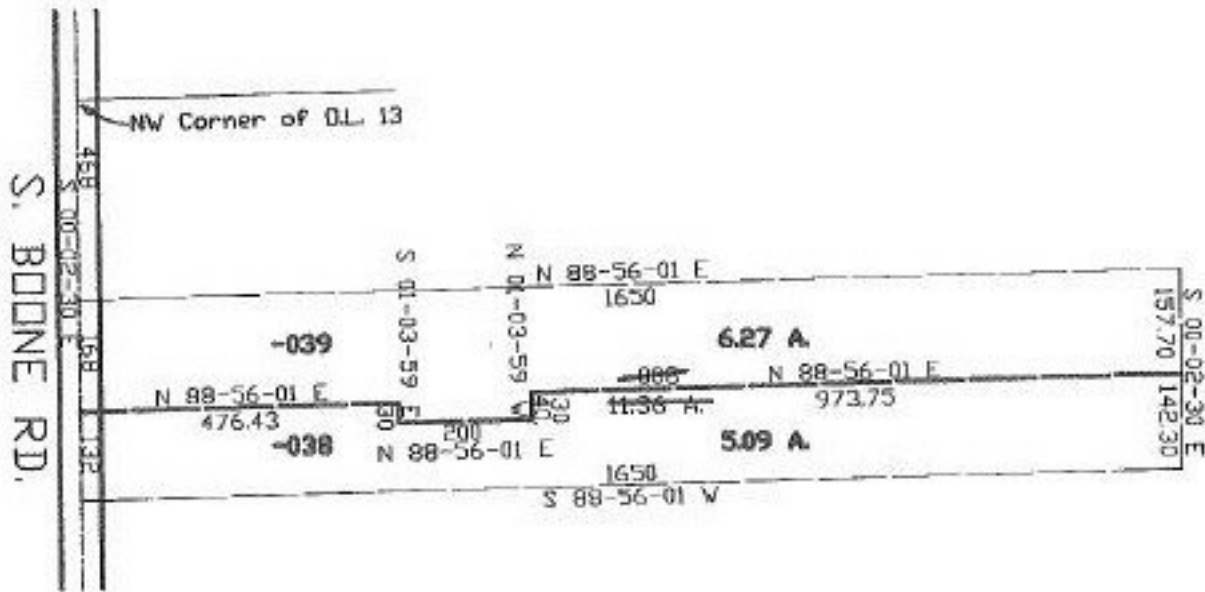 NW Corner of O.L. 13
468
S 00-02-30 E
S. BOONE RD.
168
132
S 01-03-59 E
N 01-03-59 W
N 88-56-01 E
1650
-039
6.27 A.
157.70
142.30
S 00-02-30 E
N 88-56-01 E
476.43
30
200
N 88-56-01 E
40
30
N 88-56-01 E
11.36 A.
973.75
-038
5.09 A.
1650
S 88-56-01 W